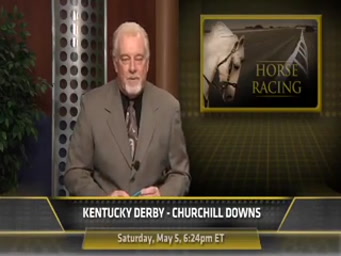 HORSE
RACING
KENTUCKY DERBY - CHURCHILL DOWNS
Saturday, May 5, 6:24pm ET